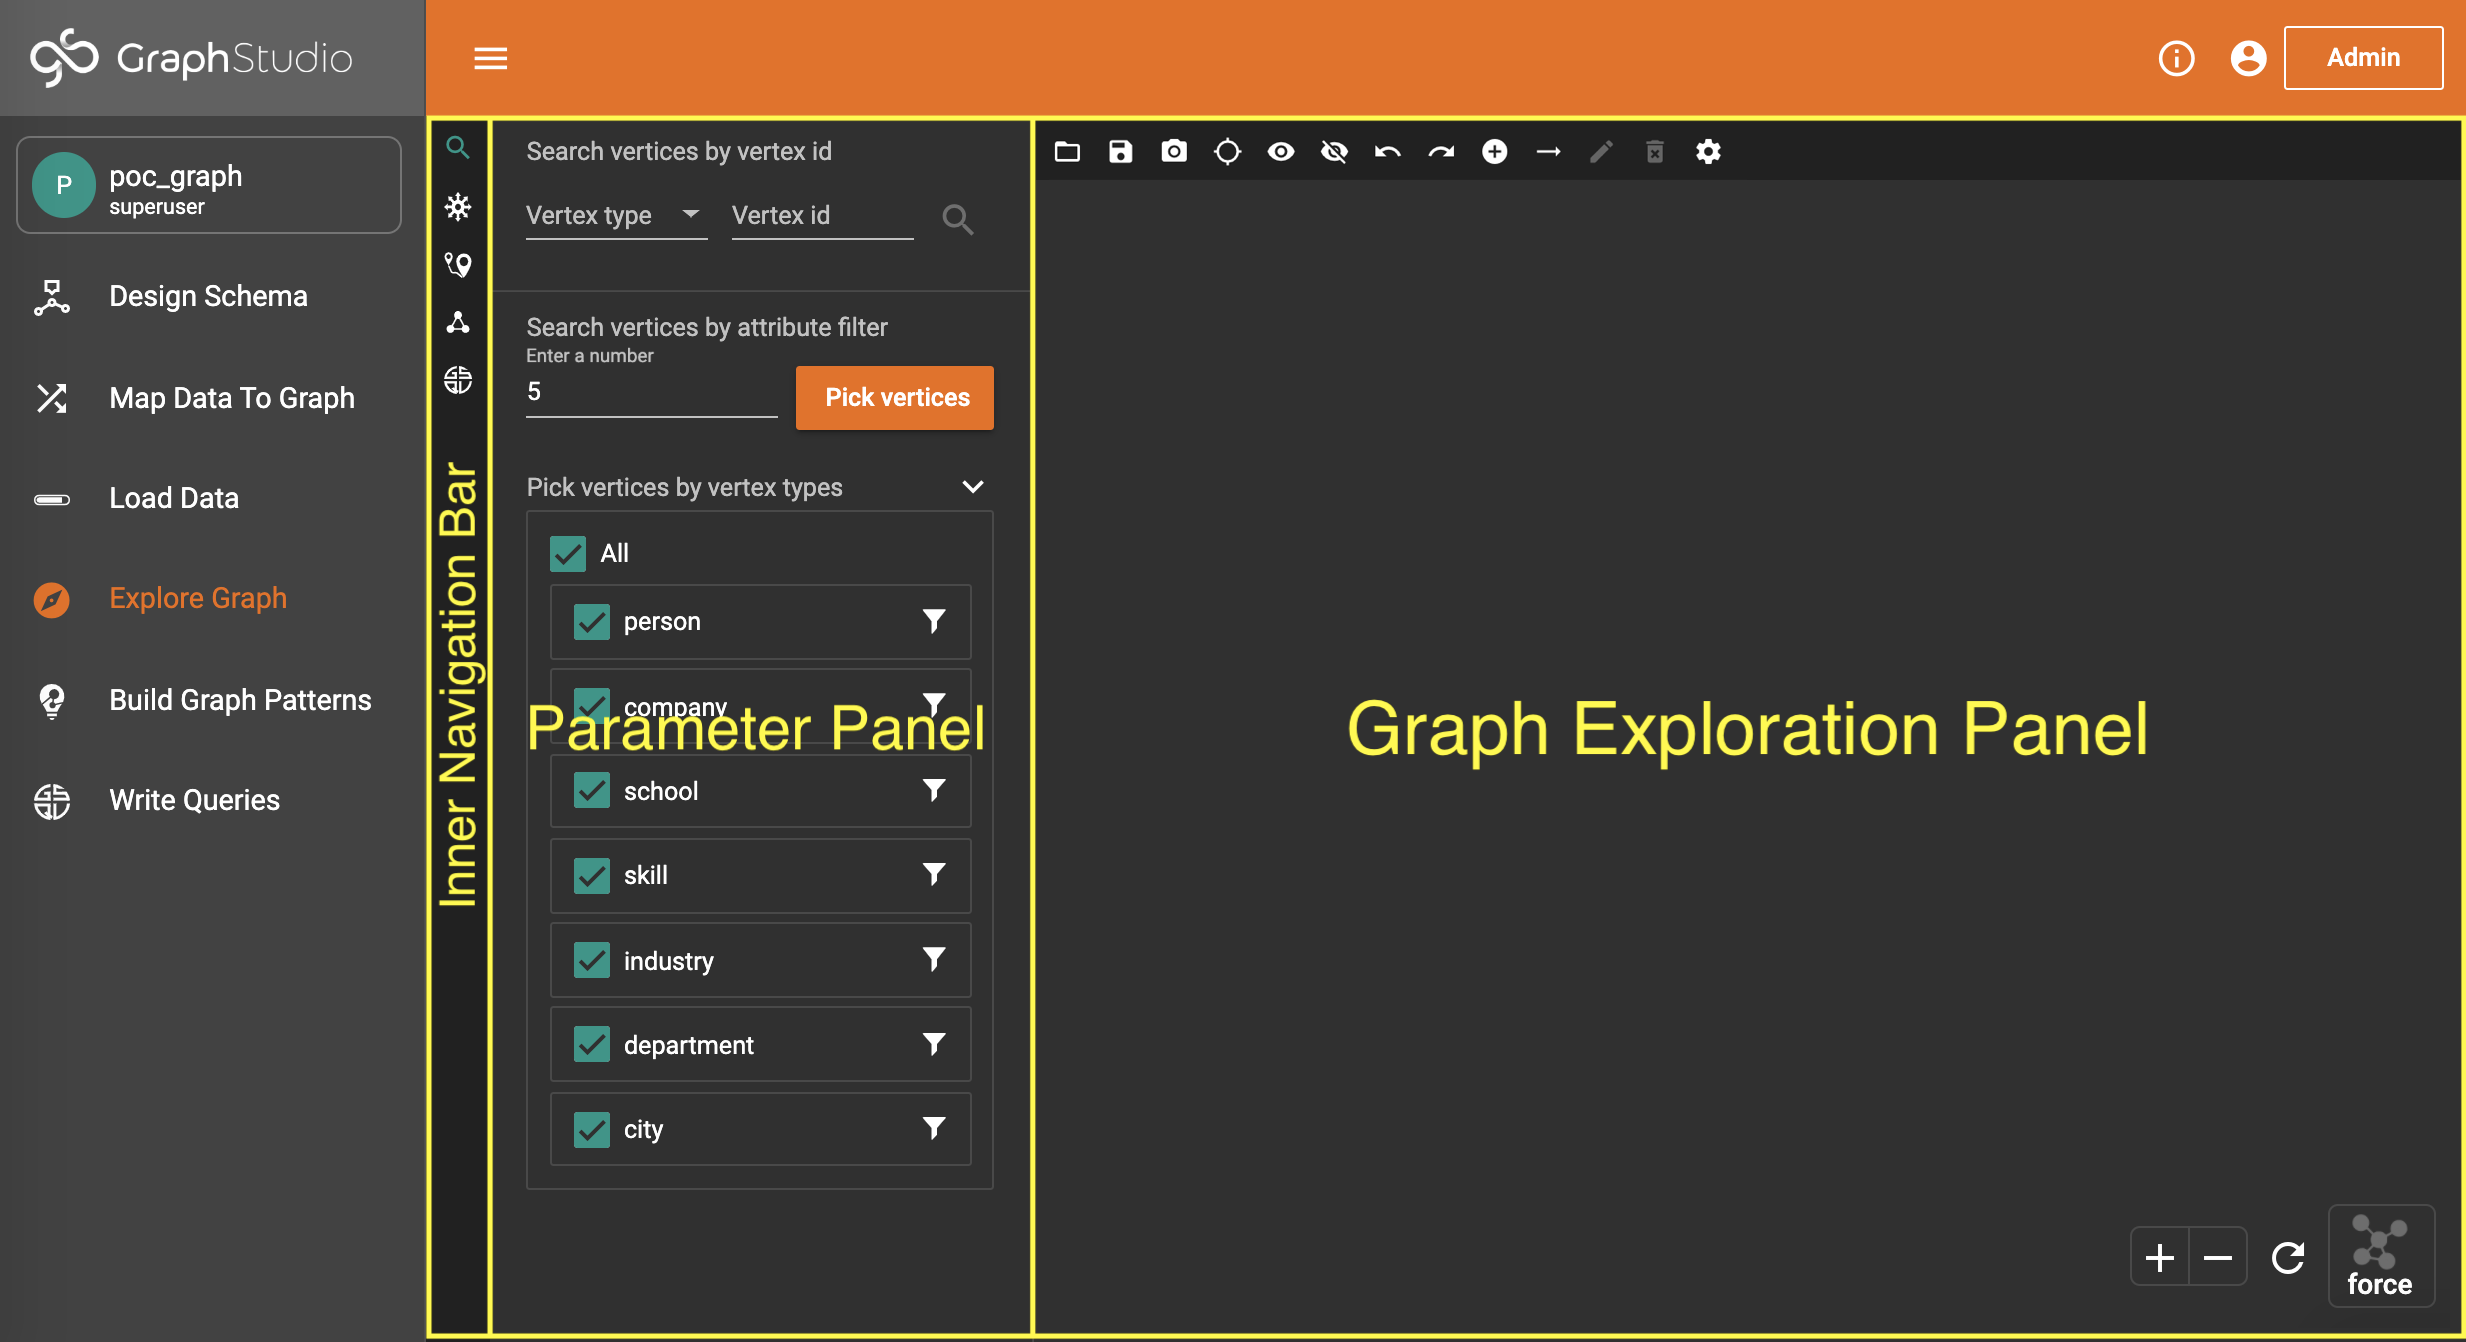 GraphStudio
Admin
P
poc_graph
superuser
Design Schema
Map Data To Graph
Load Data
Explore Graph
Build Graph Patterns
Write Queries
Inner Navigation Bar
Search vertices by vertex id
Vertex type
Vertex id
Search vertices by attribute filter
Enter a number
5
Pick vertices
Pick vertices by vertex types
All
person
company
Parameter Panel
school
skill
industry
department
city
Graph Exploration Panel
force